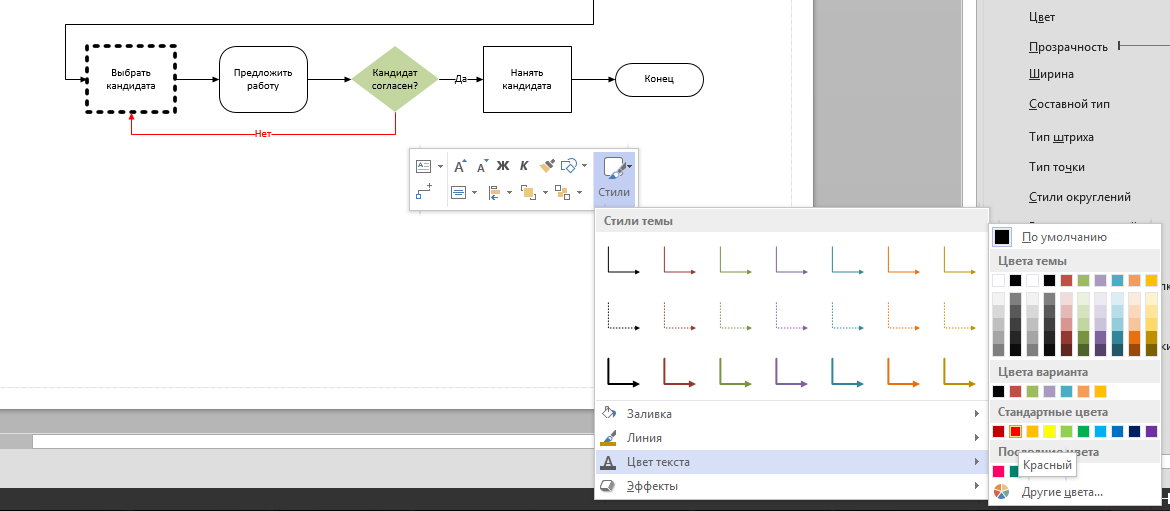 Цвет
Прозрачность
Ширина
Составной тип
Тип штриха
Тип точки
Стили округлений
Выбрать
кандидата
Предложить
работу
Кандидат
согласен?
Да
Нанять
кандидата
Конец
Нет
A A Ж К
Стили
Стили темы
Заливка
Линия
Цвет текста
Эффекты
По умолчанию
Цвета темы
Цвета варианта
Стандартные цвета
Последние цвета
Красный
Другие цвета...